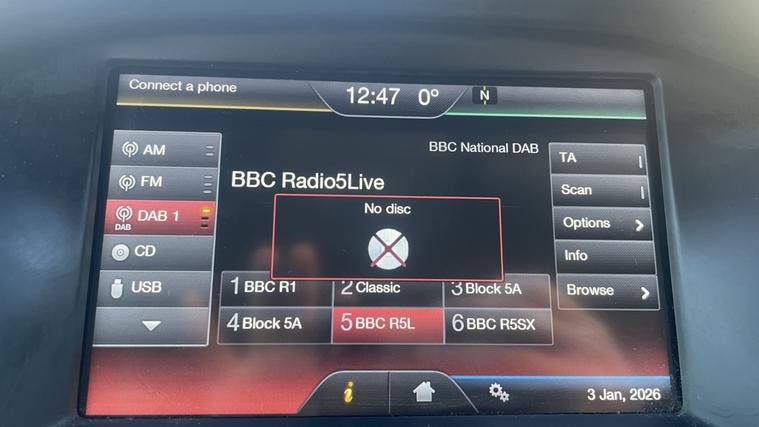 Connect a phone
12:47 0°
N
AM
FM
DAB 1
DAB
CD
USB
BBC National DAB
BBC Radio5Live
No disc
1 BBC R1
2 Classic
3 Block 5A
4 Block 5A
5 BBC R5L
6 BBC R5SX
TA
Scan
Options
Info
Browse
i
3 Jan, 2026